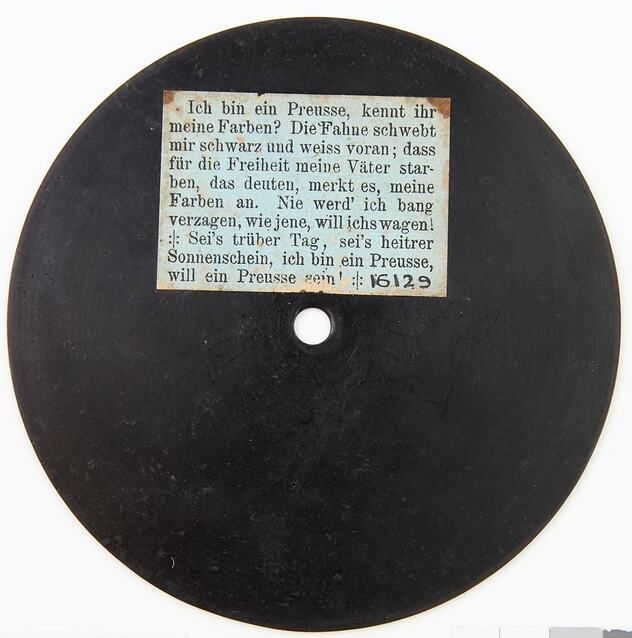 Ich bin ein Preusse, kennt ihr
meine Farben? Die Fahne schwebt
mir schwarz und weiss voran; dass
für die Freiheit meine Väter star-
ben, das deuten, merkt es, meine
Farben an. Nie werd' ich bang
verzagen, wie jene, will ichs wagen!
:|: Sei's trüber Tag, sei's heitrer
Sonnenschein, ich bin ein Preusse,
will ein Preusse sein! :|: 16129